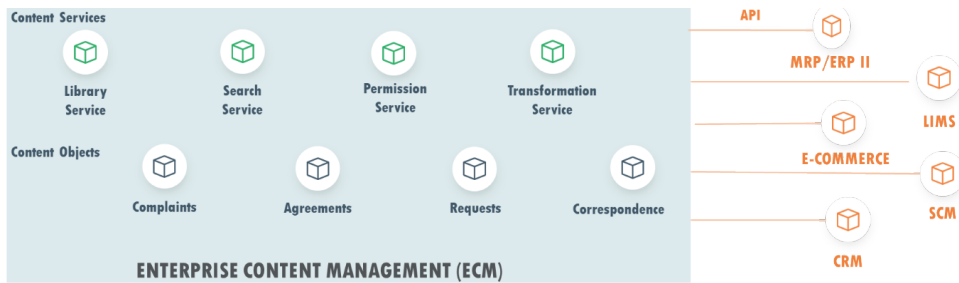 Content Services
API
Library
Service
Search
Service
Permission
Service
Transformation
Service
MRP/ERP II
LIMS
Content Objects
E-COMMERCE
Complaints
Agreements
Requests
Correspondence
SCM
CRM
ENTERPRISE CONTENT MANAGEMENT (ECM)